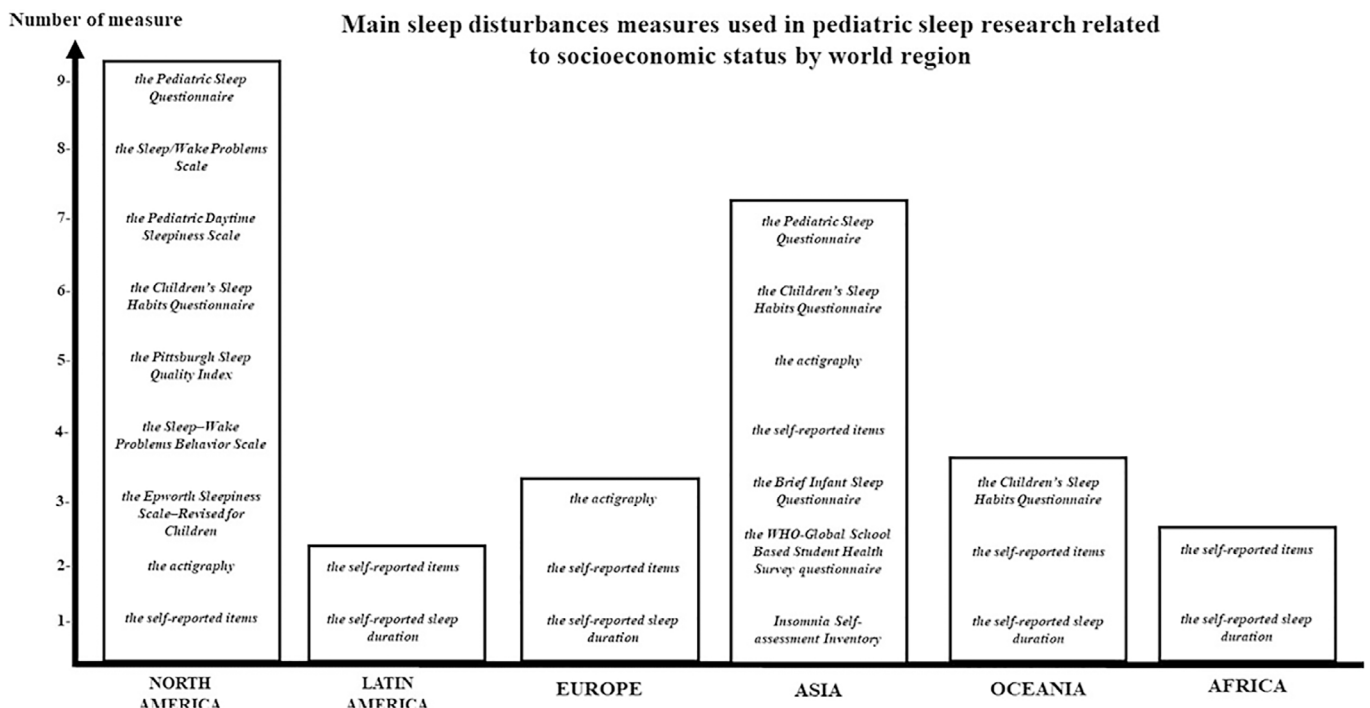 Number of measure
Main sleep disturbances measures used in pediatric sleep research related
to socioeconomic status by world region
9-
8-
7-
6-
5-
4-
3-
2-
1-
the Pediatric Sleep
Questionnaire
the Sleep/Wake Problems
Scale
the Pediatric Daytime
Sleepiness Scale
the Children's Sleep
Habits Questionnaire
the Pittsburgh Sleep
Quality Index
the Sleep–Wake
Problems Behavior Scale
the Epworth Sleepiness
Scale–Revised for
Children
the actigraphy
the self-reported items
the self-reported items
the self-reported sleep
duration
the actigraphy
the self-reported items
the self-reported sleep
duration
the Pediatric Sleep
Questionnaire
the Children's Sleep
Habits Questionnaire
the actigraphy
the self-reported items
the Brief Infant Sleep
Questionnaire
the WHO-Global School
Based Student Health
Survey questionnaire
Insomnia Self-
assessment Inventory
the Children's Sleep
Habits Questionnaire
the self-reported items
the self-reported sleep
duration
the self-reported items
the self-reported sleep
duration
NORTH
AMERICA
LATIN
AMERICA
EUROPE
ASIA
OCEANIA
AFRICA